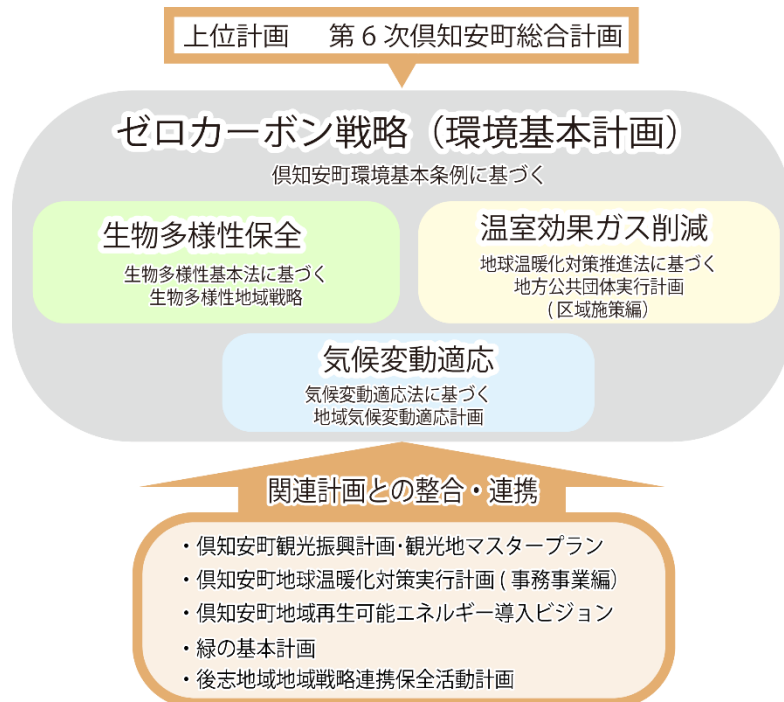 上位計画　第6次倶知安町総合計画
ゼロカーボン戦略（環境基本計画）
倶知安町環境基本条例に基づく
生物多様性保全
生物多様性基本法に基づく
生物多様性地域戦略
温室効果ガス削減
地球温暖化対策推進法に基づく
地方公共団体実行計画
(区域施策編)
気候変動適応
気候変動適応法に基づく
地域気候変動適応計画
関連計画との整合・連携
・倶知安町観光振興計画･観光地マスタープラン
・倶知安町地球温暖化対策実行計画(事務事業編)
・倶知安町地域再生可能エネルギー導入ビジョン
・緑の基本計画
・後志地域地域戦略連携保全活動計画